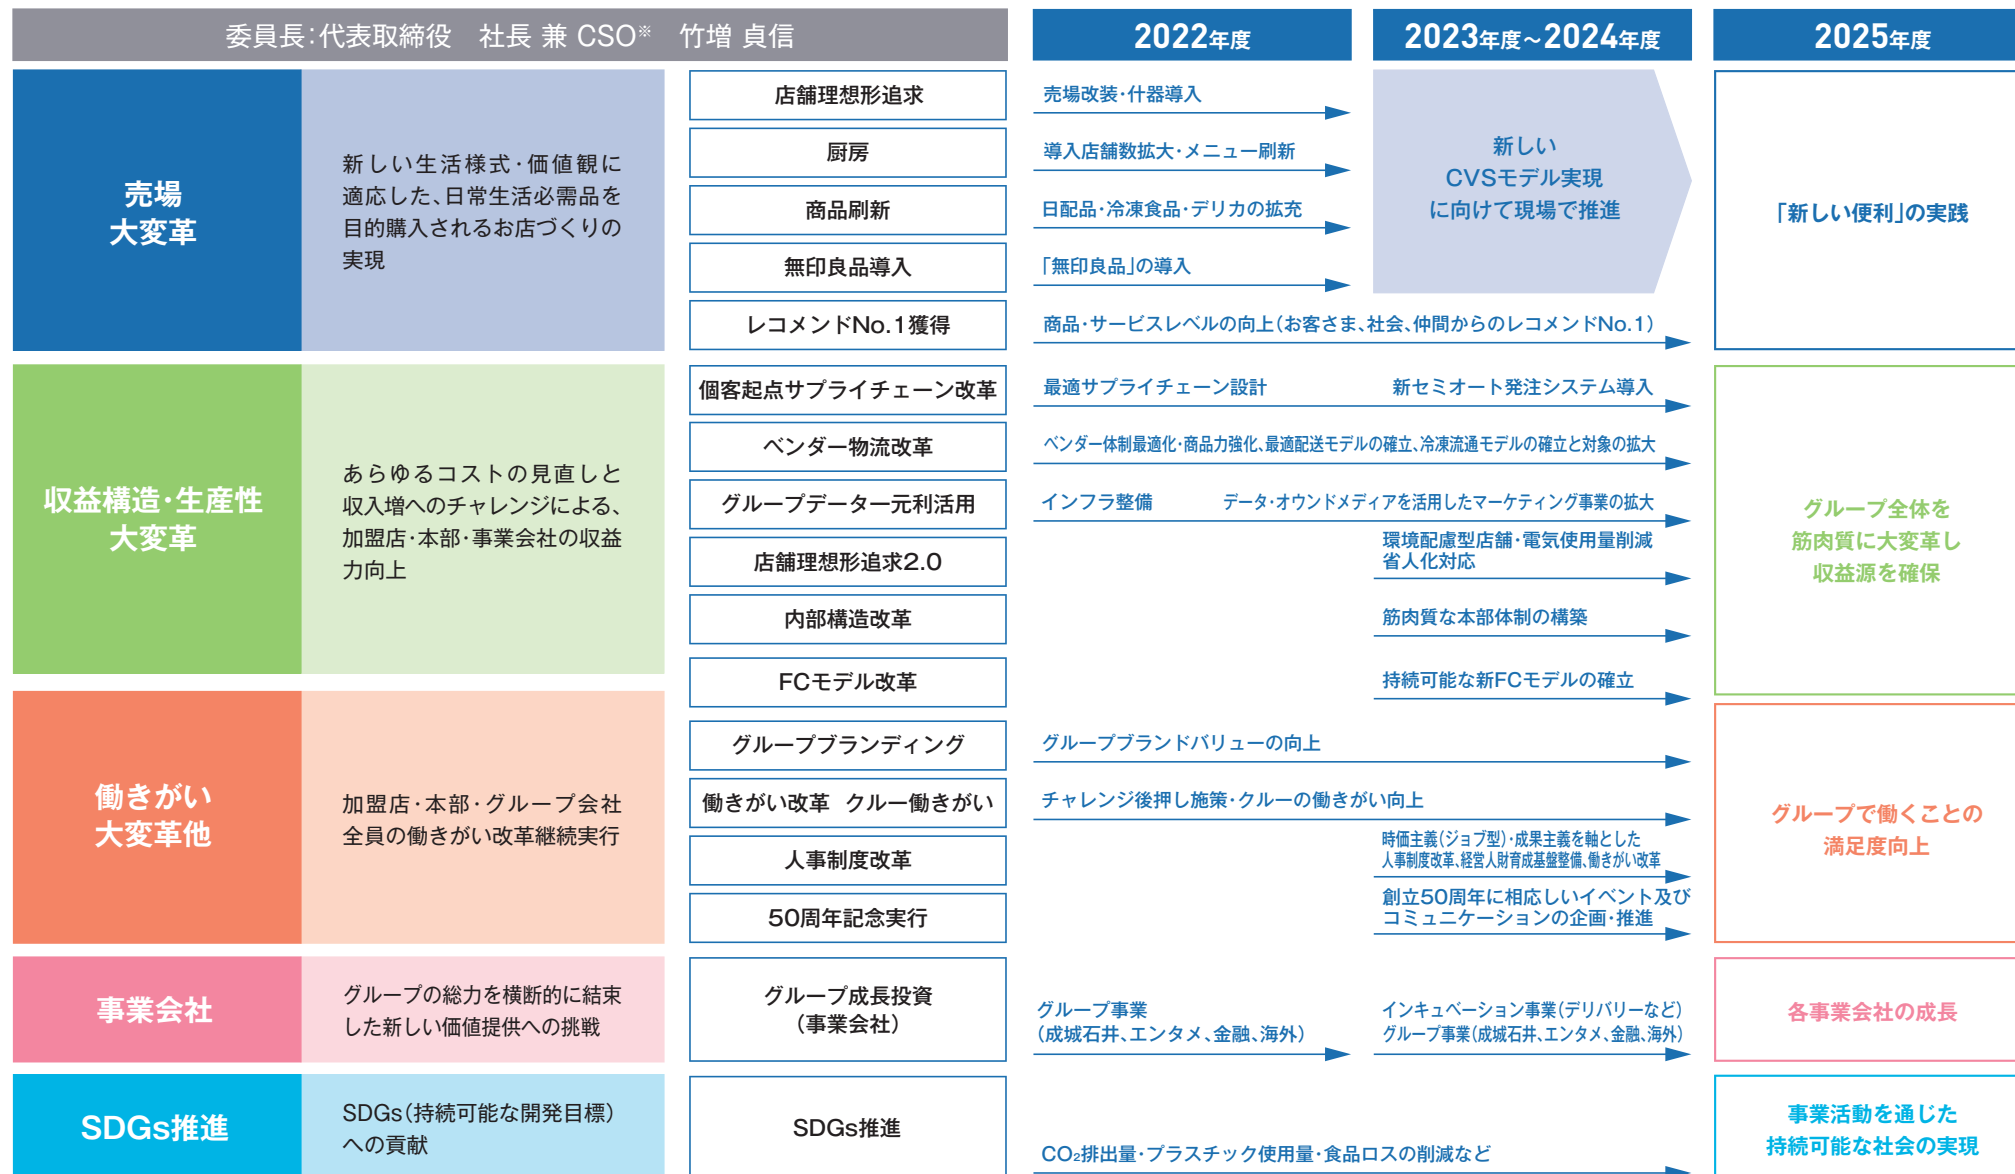 委員長：代表取締役　社長 兼 CSO※　竹増 貞信
2022年度
2023年度～2024年度
2025年度
売場
大変革
新しい生活様式・価値観に
適応した、日常生活必需品を
目的購入されるお店づくりの
実現
店舗理想形追求
売場改装・什器導入
厨房
導入店舗数拡大・メニュー刷新
商品刷新
日配品・冷凍食品・デリカの拡充
無印良品導入
「無印良品」の導入
新しい
CVSモデル実現
に向けて現場で推進
レコメンドNo.1獲得
商品・サービスレベルの向上（お客さま、社会、仲間からのレコメンドNo.1）
「新しい便利」の実践
収益構造・生産性
大変革
あらゆるコストの見直しと
収入増へのチャレンジによる、
加盟店・本部・事業会社の収益
力向上
個客起点サプライチェーン改革
最適サプライチェーン設計
新セミオート発注システム導入
ベンダー物流改革
ベンダー体制最適化・商品力強化、最適配送モデルの確立、冷凍流通モデルの確立と対象の拡大
グループデータ一元利活用
インフラ整備
データ・オウンドメディアを活用したマーケティング事業の拡大
店舗理想形追求2.0
環境配慮型店舗・電気使用量削減
省人化対応
内部構造改革
筋肉質な本部体制の構築
FCモデル改革
持続可能な新FCモデルの確立
グループ全体を
筋肉質に大変革し
収益源を確保
働きがい
大変革他
加盟店・本部・グループ会社
全員の働きがい改革継続実行
グループブランディング
グループブランドバリューの向上
働きがい改革 クルー働きがい
チャレンジ後押し施策・クルーの働きがい向上
人事制度改革
時価主義（ジョブ型）・成果主義を軸とした
人事制度改革、経営人財育成基盤整備、働きがい改革
50周年記念実行
創立50周年に相応しいイベント及び
コミュニケーションの企画・推進
グループで働くことの
満足度向上
事業会社
グループの総力を横断的に結束
した新しい価値提供への挑戦
グループ成長投資
（事業会社）
グループ事業
（成城石井、エンタメ、金融、海外）
インキュベーション事業（デリバリーなど）
グループ事業（成城石井、エンタメ、金融、海外）
各事業会社の成長
SDGs推進
SDGs（持続可能な開発目標）
への貢献
SDGs推進
CO₂排出量・プラスチック使用量・食品ロスの削減など
事業活動を通じた
持続可能な社会の実現